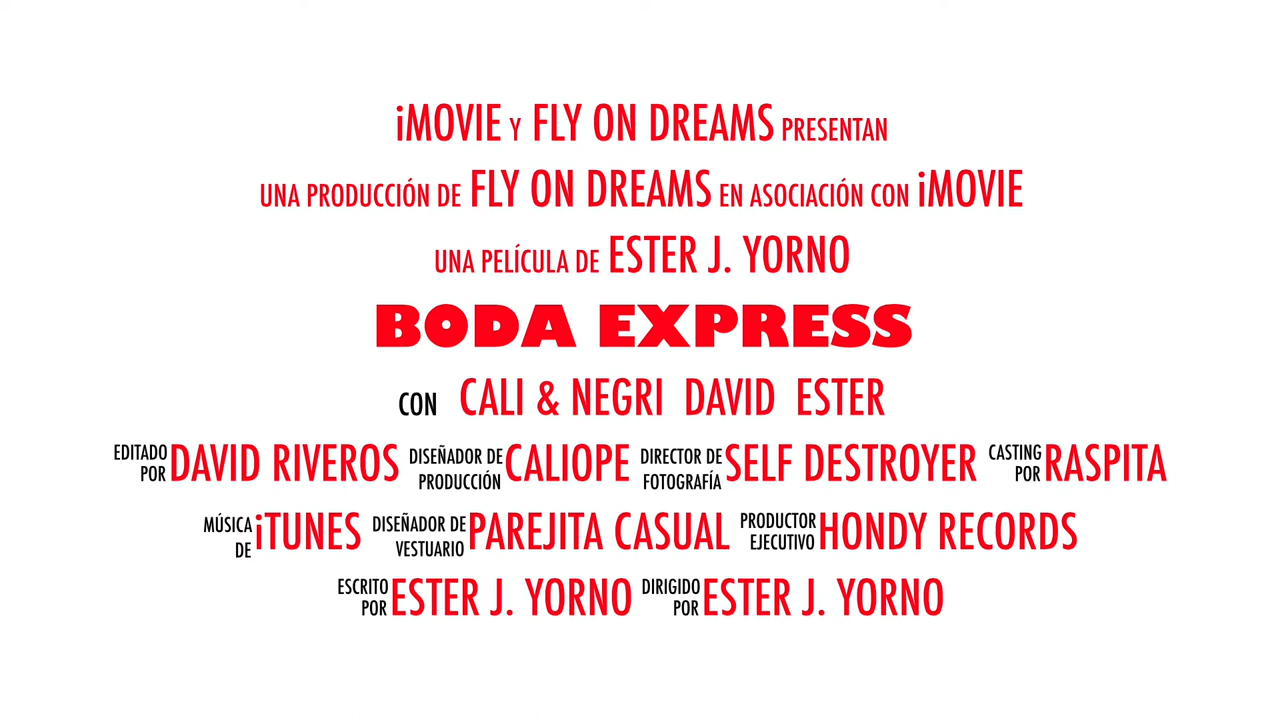 iMOVIE Y FLY ON DREAMS PRESENTAN
UNA PRODUCCIÓN DE FLY ON DREAMS EN ASOCIACIÓN CON iMOVIE
UNA PELÍCULA DE ESTER J. YORNO
BODA EXPRESS
CON CALI & NEGRI DAVID ESTER
EDITADO POR DAVID RIVEROS DISEÑADOR DE PRODUCCIÓN CALIOPE DIRECTOR DE FOTOGRAFÍA SELF DESTROYER CASTING POR RASPITA
MÚSICA DE iTUNES DISEÑADOR DE VESTUARIO PAREJITA CASUAL PRODUCTOR EJECUTIVO HONDY RECORDS
ESCRITO POR ESTER J. YORNO DIRIGIDO POR ESTER J. YORNO